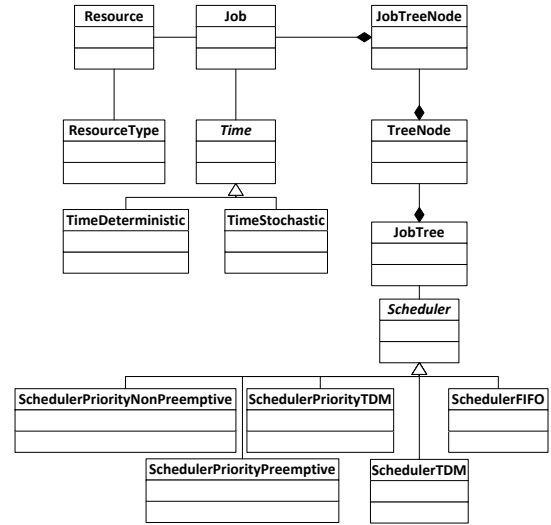 Resource
Job
JobTreeNode
ResourceType
Time
TreeNode
TimeDeterministic
TimeStochastic
JobTree
Scheduler
SchedulerPriorityNonPreemptive
SchedulerPriorityTDM
SchedulerFIFO
SchedulerPriorityPreemptive
SchedulerTDM